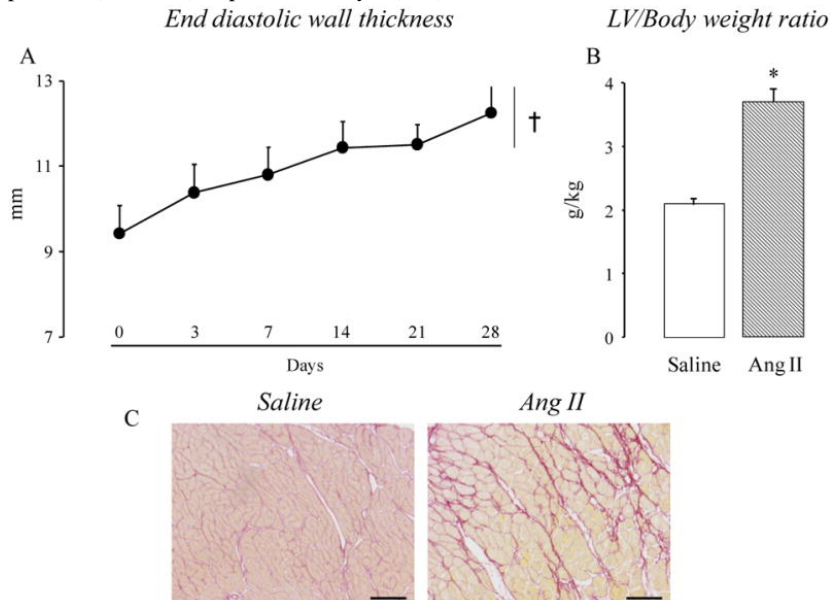 End diastolic wall thickness
LV/Body weight ratio
A
13
11
9
7
mm
0 3 7 14 21 28
Days
†
B
4
3
2
1
0
g/kg
*
Saline Ang II
C
Saline
Ang II